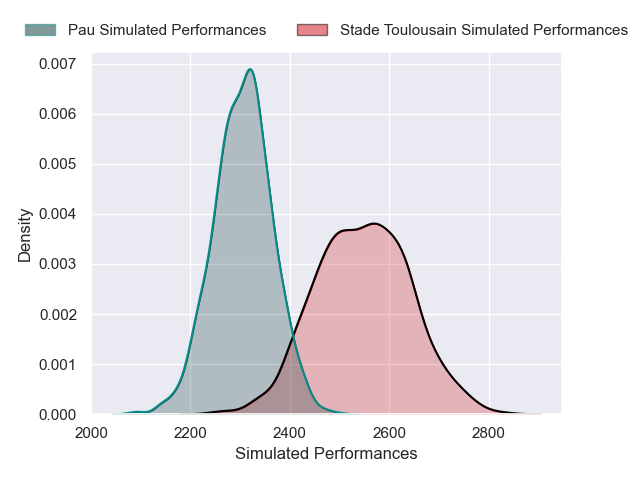 Pau Simulated Performances
Stade Toulousain Simulated Performances
0.007
0.006
0.005
0.004
0.003
0.002
0.001
0.000
Density
2000 2200 2400 2600 2800
Simulated Performances